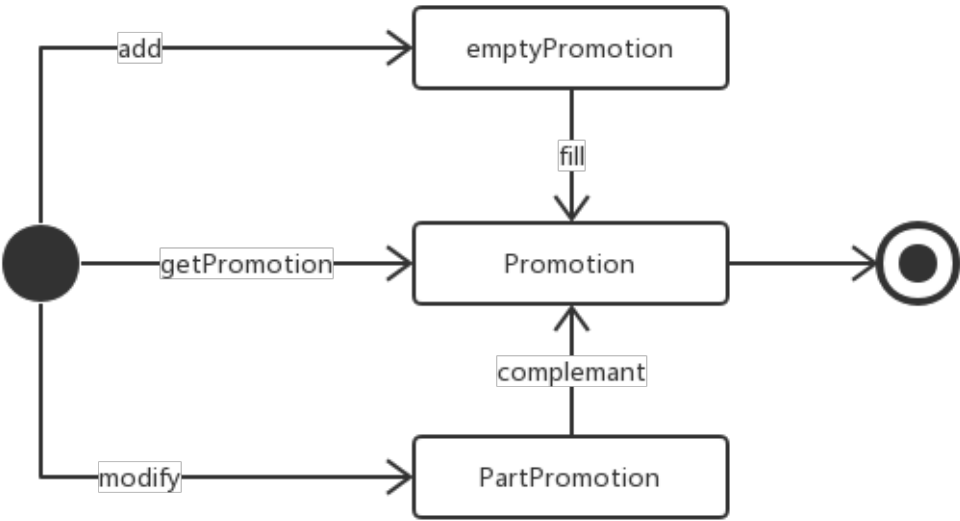 add
emptyPromotion
fill
getPromotion
Promotion
complemant
modify
PartPromotion